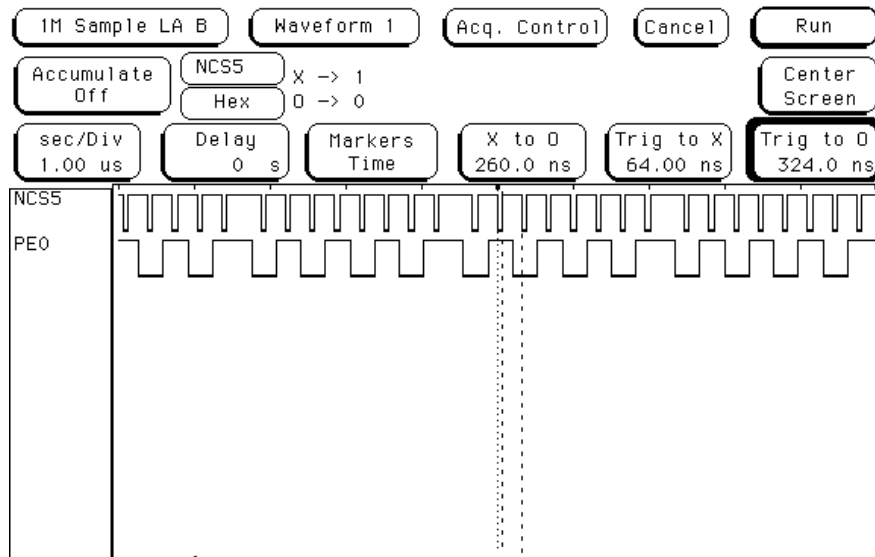 1M Sample LA B Waveform 1 Acq. Control Cancel Run
Accumulate Off NCS5 X -> 1 Center Screen
Hex O -> 0
sec/Div Delay Markers X to O Trig to X Trig to O
1.00 us 0 s Time 260.0 ns 64.00 ns 324.0 ns
NCS5
PE0